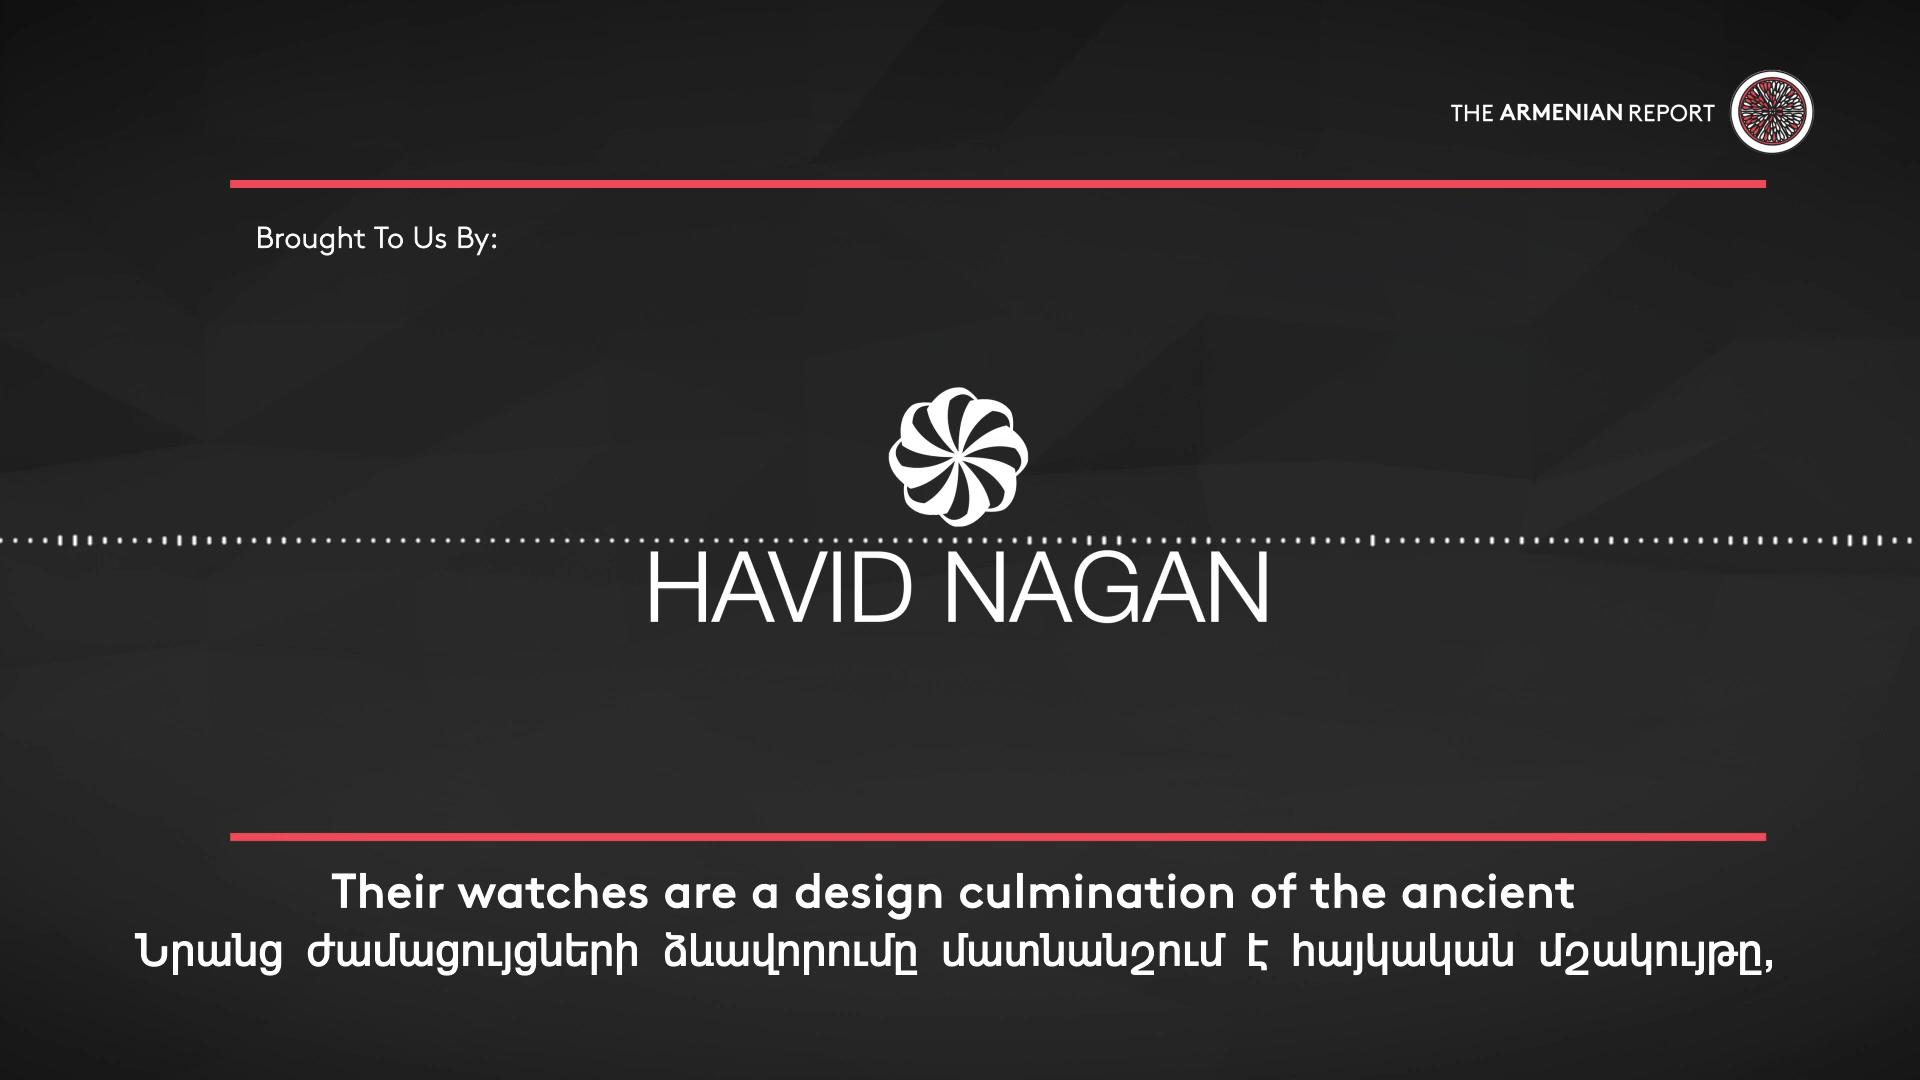 THE ARMENIAN REPORT
Brought To Us By:
HAVID NAGAN
Their watches are a design culmination of the ancient
Նրանց ժամացույցների ձևավորումը մատնանշում է հայկական մշակույթը,